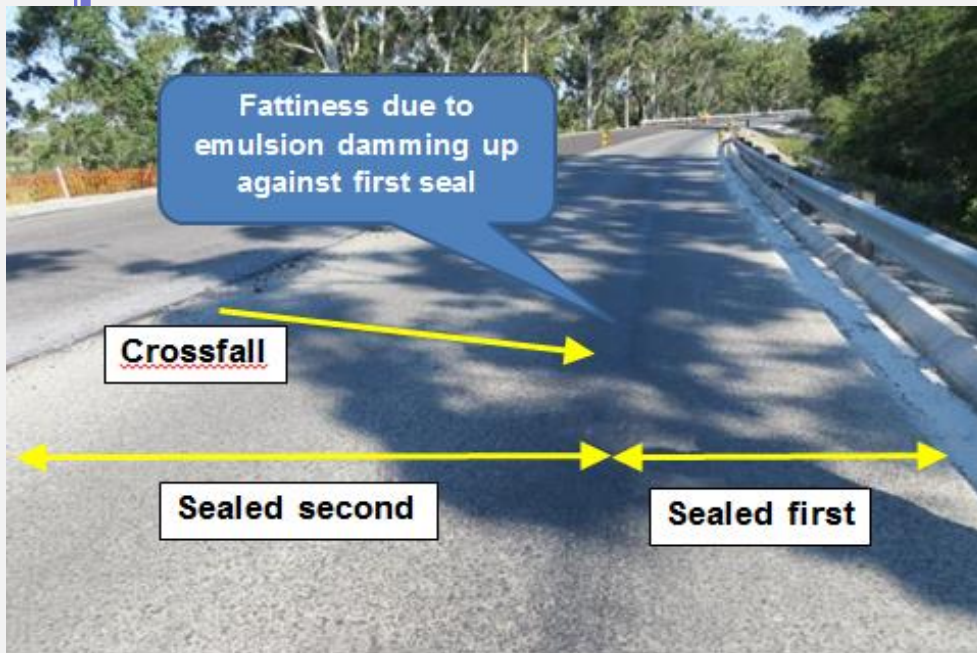 Fattiness due to
emulsion damming up
against first seal
Crossfall
Sealed second
Sealed first